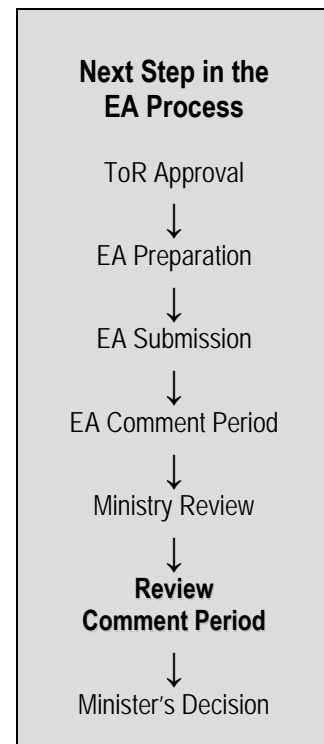 Next Step in the
EA Process
ToR Approval
↓
EA Preparation
↓
EA Submission
↓
EA Comment Period
↓
Ministry Review
↓
Review
Comment Period
↓
Minister's Decision